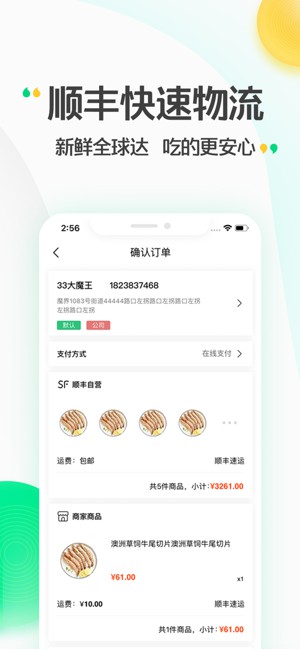 顺丰快速物流
新鲜全球达 吃的更安心
2:56
确认订单
33大魔王 1823837468
魔界1083号街道44444路口左拐路口左拐路口左拐
左拐路口左拐
默认 公司
支付方式 在线支付
SF 顺丰自营
运费：包邮 顺丰速运
共5件商品，小计:¥3261.00
商家商品
澳洲草饲牛尾切片澳洲草饲牛尾切片
¥61.00 x1
运费：¥10.00 顺丰速运
共1件商品，小计：¥61.00